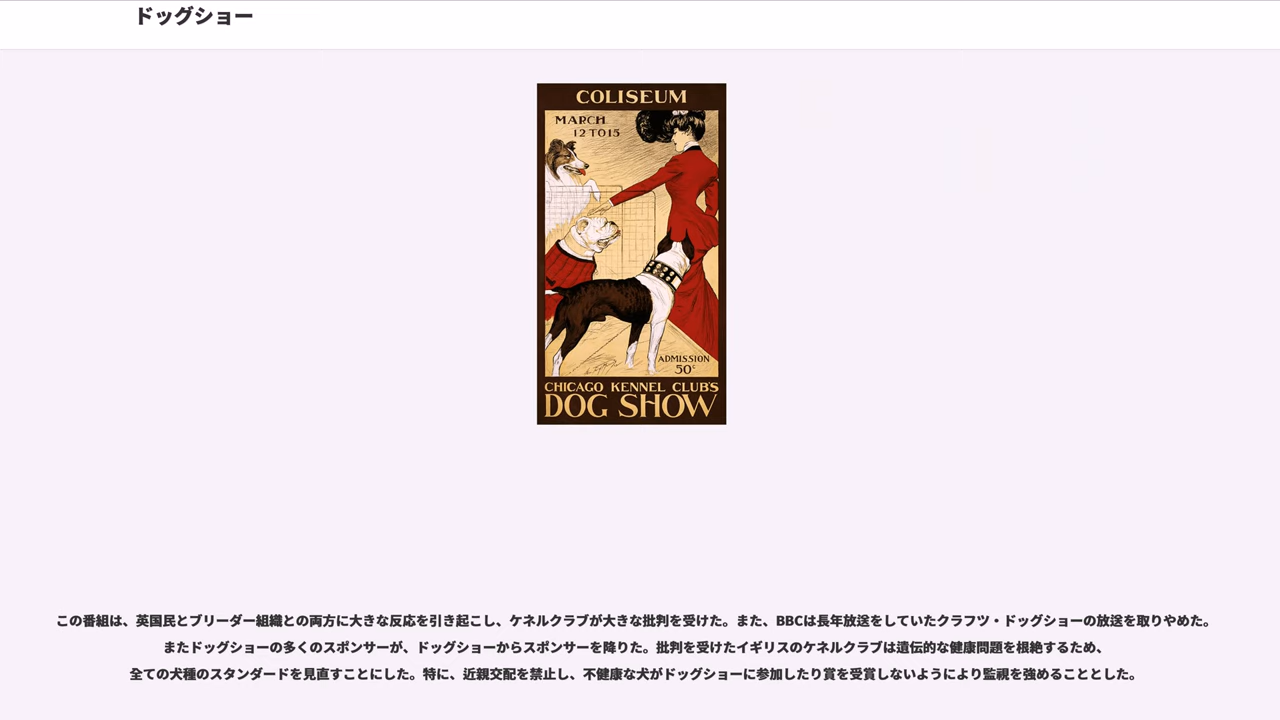 ドッグショー
COLISEUM
MARCH
12 TO 15
ADMISSION
50¢
CHICAGO KENNEL CLUB'S
DOG SHOW
この番組は、英国民とブリーダー組織との両方に大きな反応を引き起こし、ケネルクラブが大きな批判を受けた。また、BBCは長年放送をしていたクラフツ・ドッグショーの放送を取りやめた。
またドッグショーの多くのスポンサーが、ドッグショーからスポンサーを降りた。批判を受けたイギリスのケネルクラブは遺伝的な健康問題を根絶するため、
全ての犬種のスタンダードを見直すことにした。特に、近親交配を禁止し、不健康な犬がドッグショーに参加したり賞を受賞しないようにより監視を強めることとした。